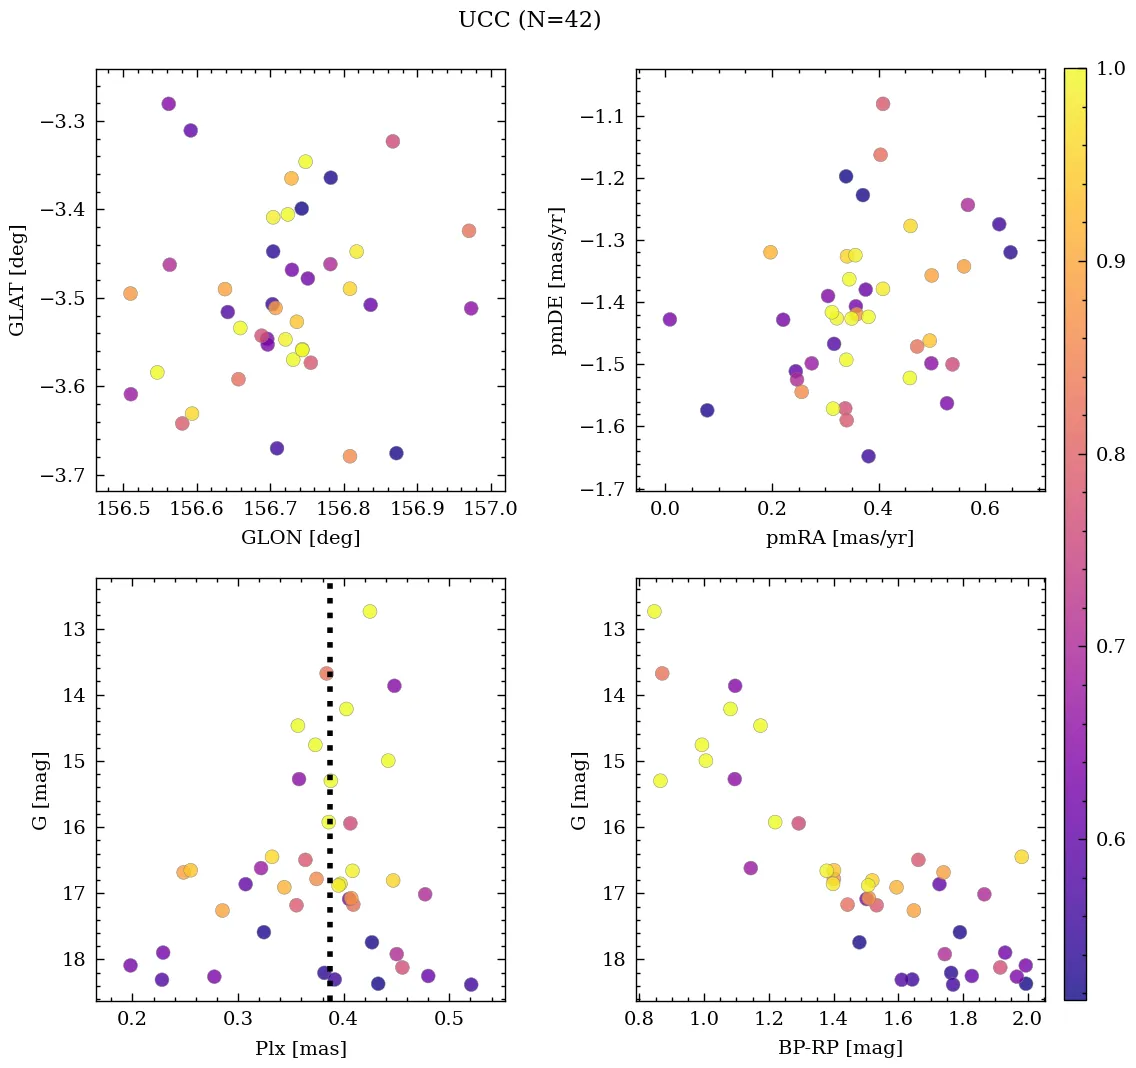 UCC (N=42)
−3.3
−3.4
−3.5
−3.6
−3.7
GLAT [deg]
156.5 156.6 156.7 156.8 156.9 157.0
GLON [deg]
−1.1
−1.2
−1.3
−1.4
−1.5
−1.6
−1.7
pmDE [mas/yr]
0.0 0.2 0.4 0.6
pmRA [mas/yr]
13
14
15
16
17
18
G [mag]
0.2 0.3 0.4 0.5
Plx [mas]
13
14
15
16
17
18
G [mag]
0.8 1.0 1.2 1.4 1.6 1.8 2.0
BP-RP [mag]
1.0
0.9
0.8
0.7
0.6